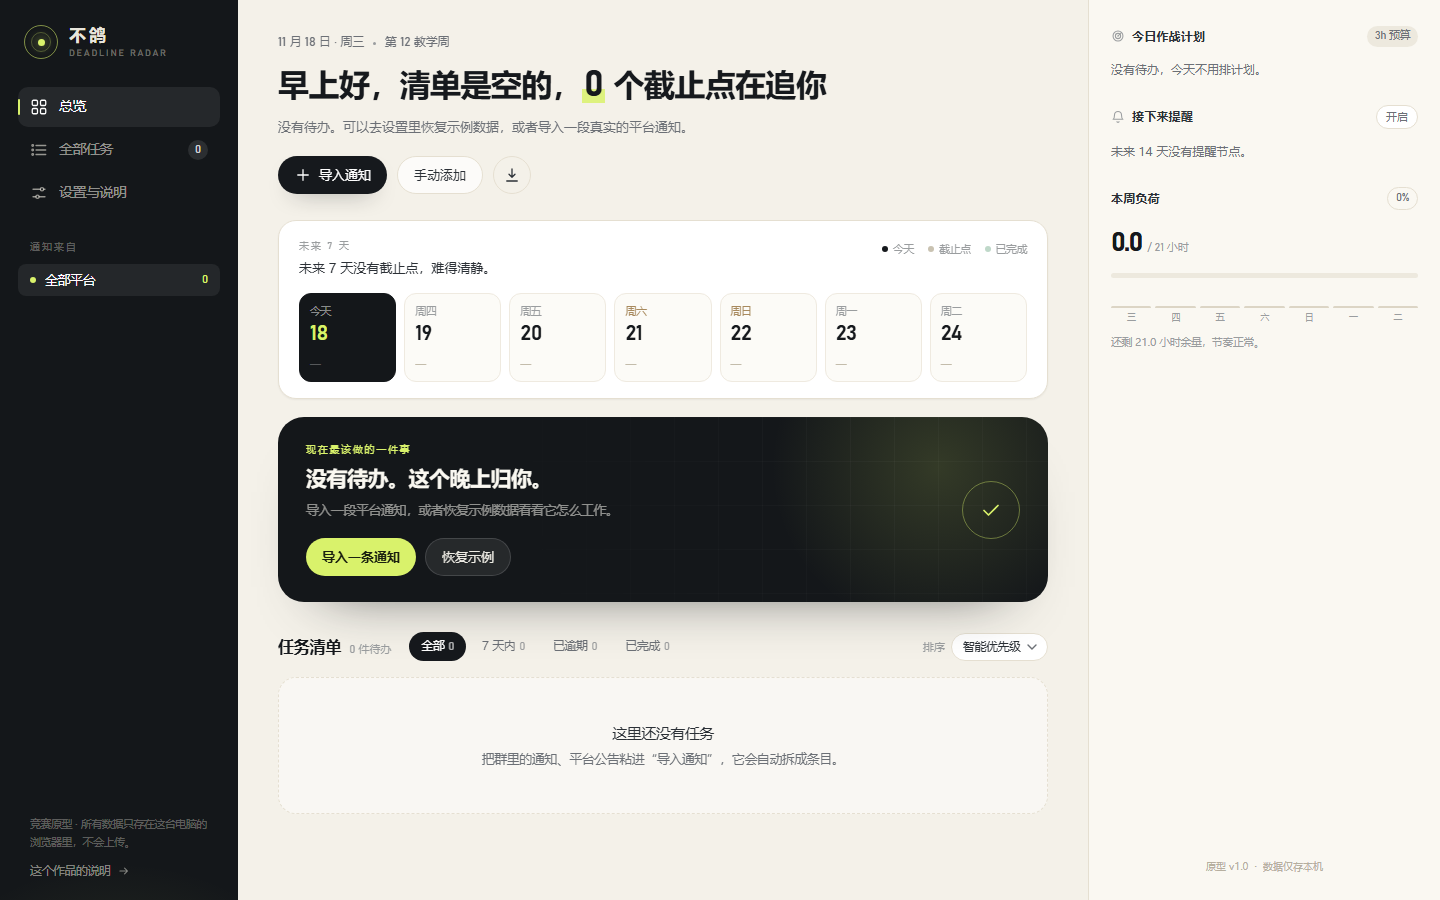 不鸽
DEADLINE RADAR
总览
全部任务 0
设置与说明
通知来自
全部平台 0
竞赛原型 · 所有数据只存在这台电脑的
浏览器里，不会上传。
这个作品的说明 →
11 月 18 日 · 周三 • 第 12 教学周
早上好，清单是空的，0 个截止点在追你
没有待办。可以去设置里恢复示例数据，或者导入一段真实的平台通知。
导入通知 手动添加
未来 7 天
未来 7 天没有截止点，难得清静。
今天 截止点 已完成
今天 周四 周五 周六 周日 周一 周二
18 19 20 21 22 23 24
— — — — — — —
现在最该做的一件事
没有待办。这个晚上归你。
导入一段平台通知，或者恢复示例数据看看它怎么工作。
导入一条通知 恢复示例
任务清单 0 件待办 全部 0 7 天内 0 已逾期 0 已完成 0 排序 智能优先级
这里还没有任务
把群里的通知、平台公告粘进“导入通知”，它会自动拆成条目。
今日作战计划 3h 预算
没有待办，今天不用排计划。
接下来提醒 开启
未来 14 天没有提醒节点。
本周负荷 0%
0.0 / 21 小时
三 四 五 六 日 一 二
还剩 21.0 小时余量，节奏正常。
原型 v1.0 · 数据仅存本机